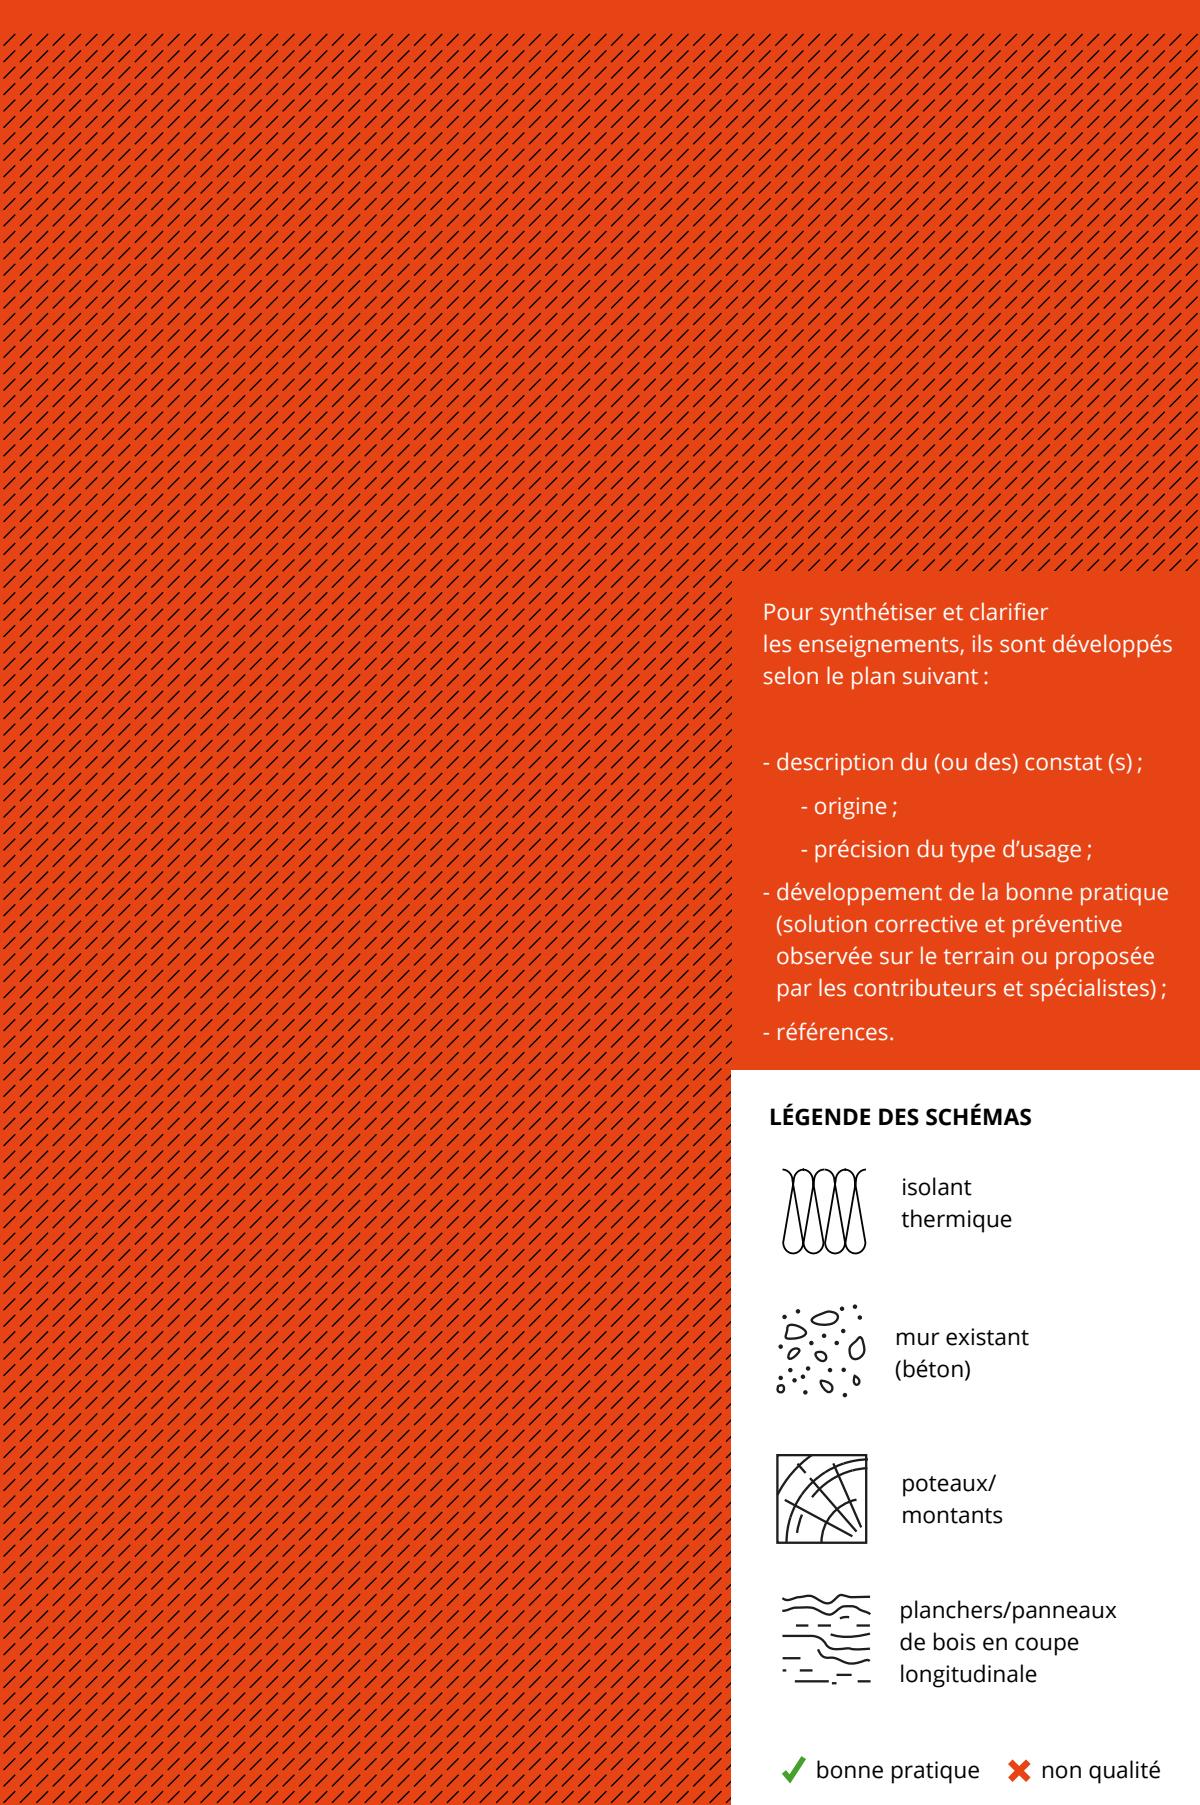 Pour synthétiser et clarifier
les enseignements, ils sont développés
selon le plan suivant :
- description du (ou des) constat (s) ;
- origine ;
- précision du type d’usage ;
- développement de la bonne pratique
(solution corrective et préventive
observée sur le terrain ou proposée
par les contributeurs et spécialistes) ;
- références.
LÉGENDE DES SCHÉMAS
isolant
thermique
mur existant
(béton)
poteaux/
montants
planchers/panneaux
de bois en coupe
longitudinale
bonne pratique non qualité